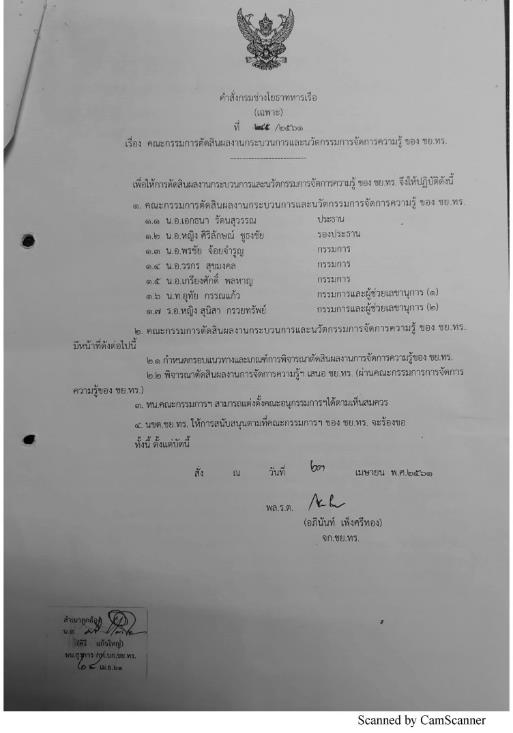 คำสั่งกรมช่างโยธาทหารเรือ
(เฉพาะ)
ที่ /๒๕๖๑
เรื่อง คณะกรรมการตัดสินผลงานกระบวนการและนวัตกรรมการจัดการความรู้ ของ ชย.ทร.
เพื่อให้การตัดสินผลงานกระบวนการและนวัตกรรมการจัดการความรู้ ของ ชย.ทร. จึงให้ปฏิบัติดังนี้
๑. คณะกรรมการตัดสินผลงานกระบวนการและนวัตกรรมการจัดการความรู้ ของ ชย.ทร.
๑.๑ น.อ.เอกธนา รัตนสุวรรณ ประธาน
๑.๒ น.อ.หญิง ศิริลักษณ์ ชูธงชัย รองประธาน
๑.๓ น.อ.พรชัย จ้อยจำรูญ กรรมการ
๑.๔ น.อ.วรกร สุขมงคล กรรมการ
๑.๕ น.อ.เกรียงศักดิ์ พลหาญ กรรมการ
๑.๖ น.ท.อุทัย กรรณแก้ว กรรมการและผู้ช่วยเลขานุการ (๑)
๑.๗ ร.อ.หญิง สุนิสา กรวยทรัพย์ กรรมการและผู้ช่วยเลขานุการ (๒)
๒. คณะกรรมการตัดสินผลงานกระบวนการและนวัตกรรมการจัดการความรู้ ของ ชย.ทร.
มีหน้าที่ดังต่อไปนี้
๒.๑ กำหนดกรอบแนวทางและเกณฑ์การพิจารณาตัดสินผลงานการจัดการความรู้ของ ชย.ทร.
๒.๒ พิจารณาตัดสินผลงานการจัดการความรู้ฯ เสนอ ชย.ทร. (ผ่านคณะกรรมการการจัดการ
ความรู้ของ ชย.ทร.)
๓. หน.คณะกรรมการฯ สามารถแต่งตั้งคณะอนุกรรมการฯได้ตามเห็นสมควร
๔. นขต.ชย.ทร. ให้การสนับสนุนตามที่คณะกรรมการฯ ของ ชย.ทร. จะร้องขอ
ทั้งนี้ ตั้งแต่บัดนี้
สั่ง ณ วันที่ เมษายน พ.ศ.๒๕๖๑
พล.ร.ต.
(อภินันท์ เพ็งศรีทอง)
จก.ชย.ทร.
สำเนาถูกต้อง
น.อ.
เม.ย.๖๑
Scanned by CamScanner